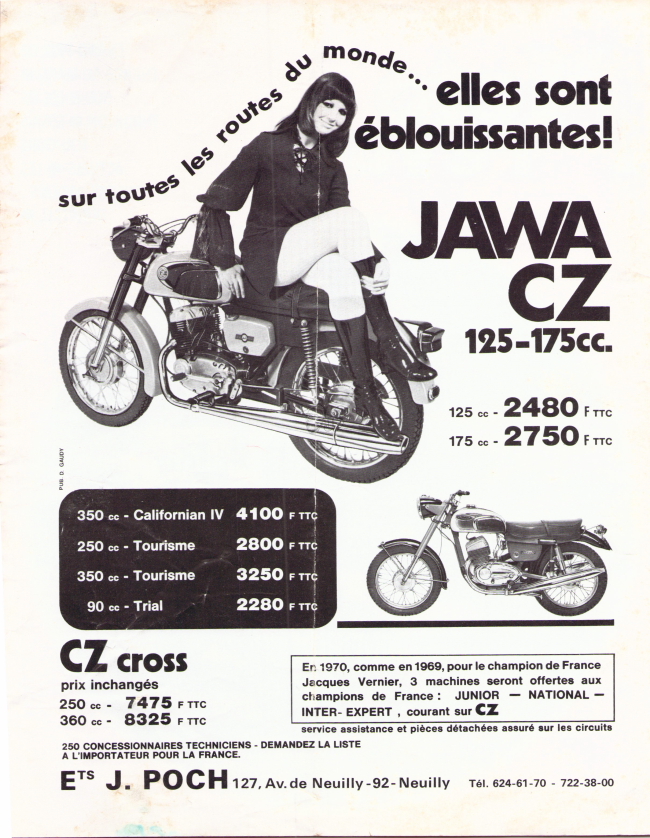 sur toutes les routes du monde...
elles sont
éblouissantes!
JAWA
CZ
125-175cc.
125 cc - 2480 F TTC
175 cc - 2750 F TTC
PUB D. GAUDY
350 cc - Californian IV 4100 F TTC
250 cc - Tourisme 2800 F TTC
350 cc - Tourisme 3250 F TTC
90 cc - Trial 2280 F TTC
CZ cross
prix inchangés
250 cc - 7475 F TTC
360 cc - 8325 F TTC
En 1970, comme en 1969, pour le champion de France
Jacques Vernier, 3 machines seront offertes aux
champions de France : JUNIOR — NATIONAL —
INTER-EXPERT , courant sur CZ
service assistance et pièces détachées assuré sur les circuits
250 CONCESSIONNAIRES TECHNICIENS - DEMANDEZ LA LISTE
A L'IMPORTATEUR POUR LA FRANCE.
ETS J. POCH 127, Av. de Neuilly -92- Neuilly Tél. 624-61-70 - 722-38-00